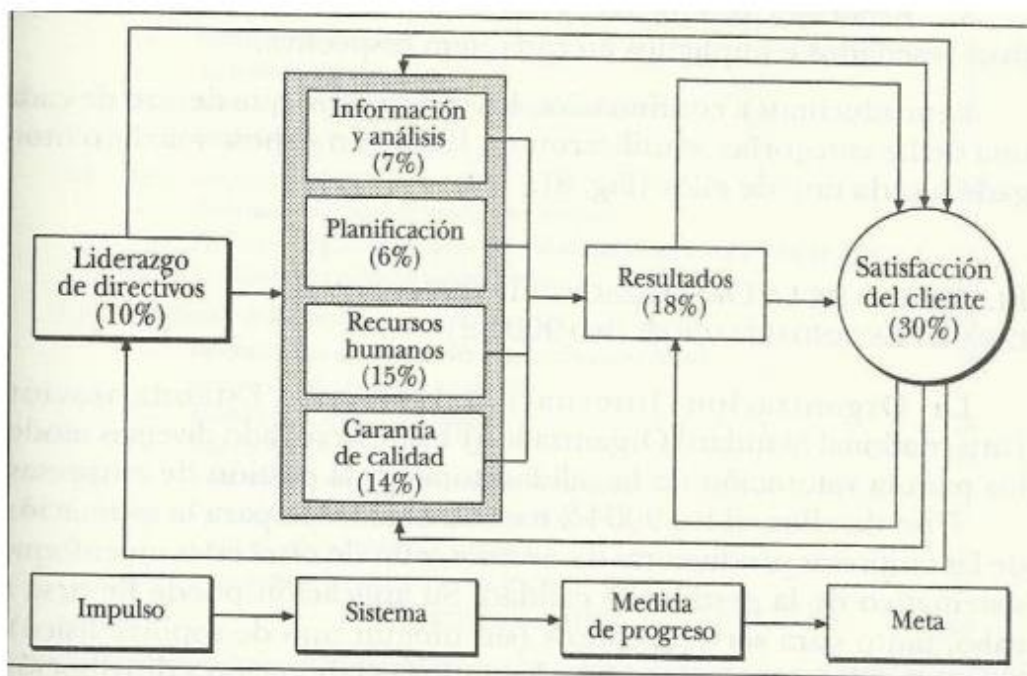 Información
y análisis
(7%)
Planificación
(6%)
Recursos
humanos
(15%)
Garantía
de calidad
(14%)
Liderazgo
de directivos
(10%)
Resultados
(18%)
Satisfacción
del cliente
(30%)
Impulso
Sistema
Medida
de progreso
Meta